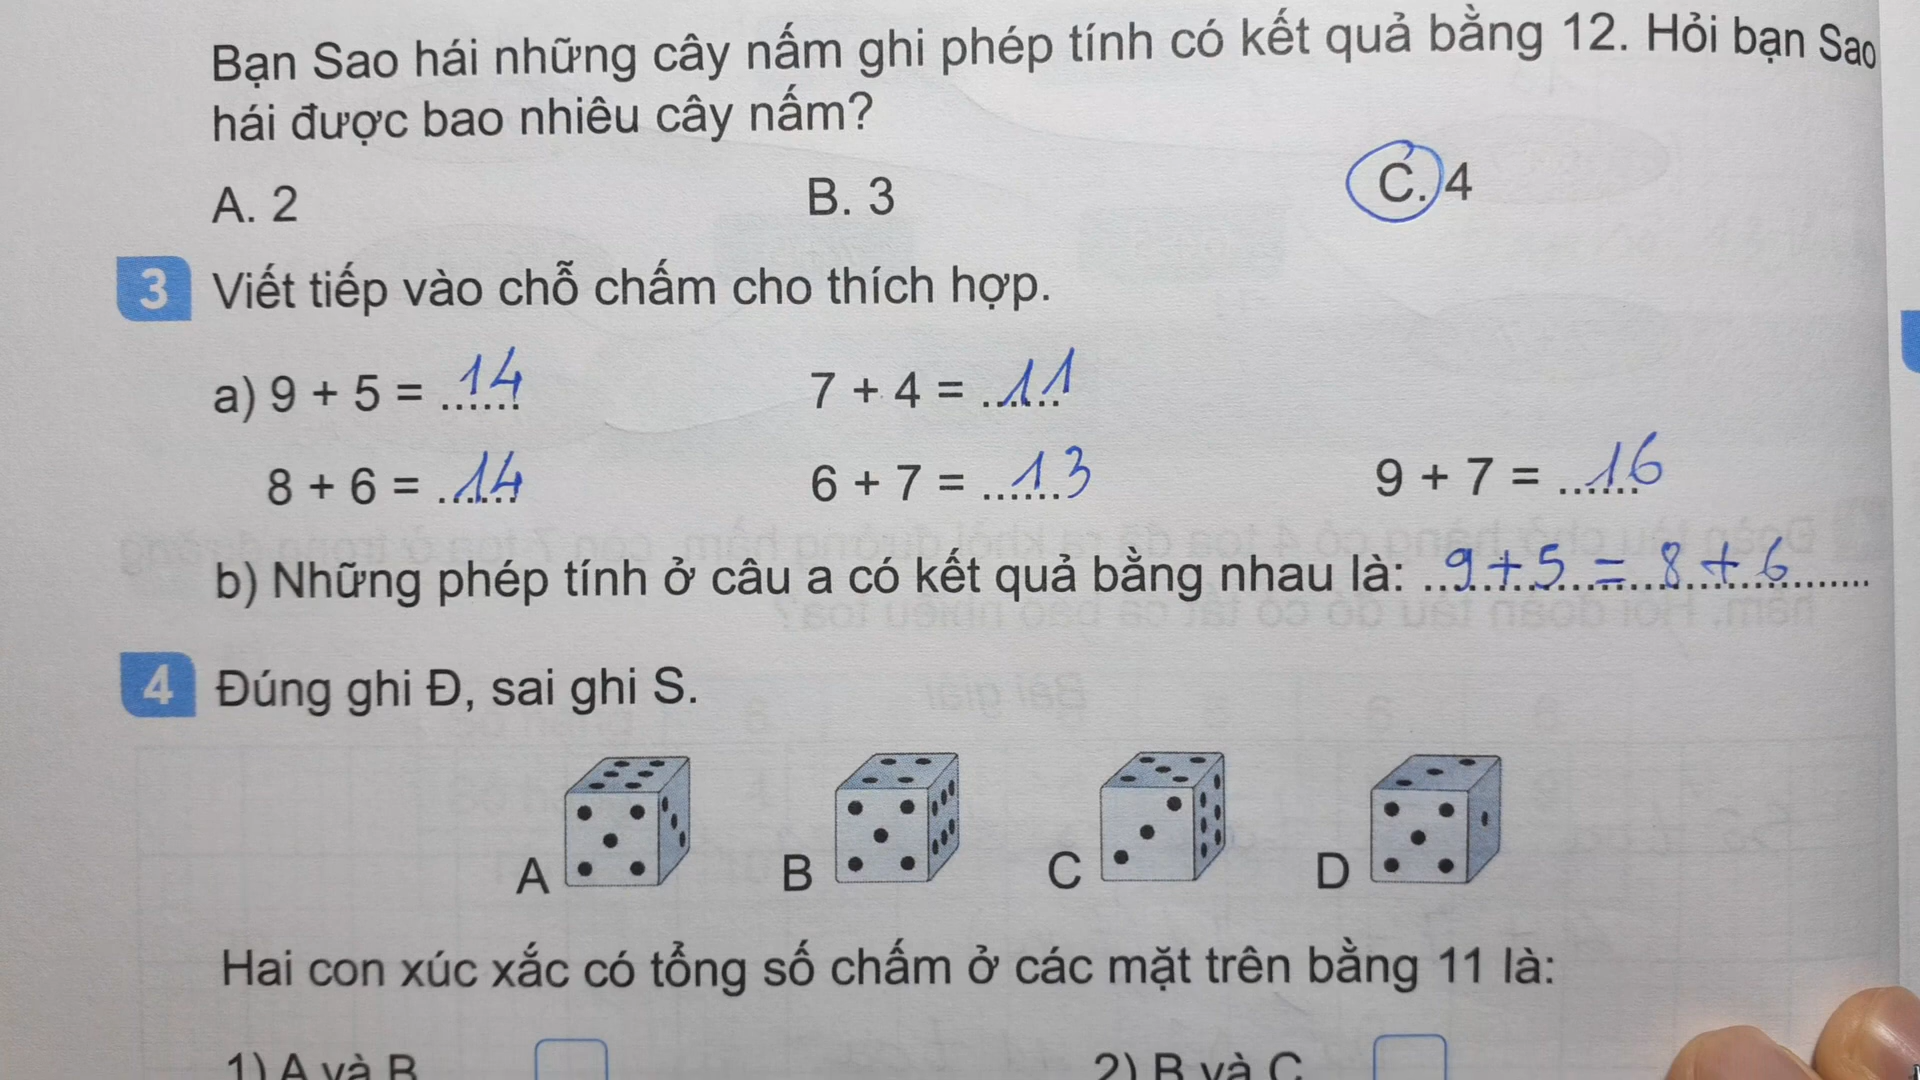 Bạn Sao hái những cây nấm ghi phép tính có kết quả bằng 12. Hỏi bạn Sao
hái được bao nhiêu cây nấm?
A. 2 B. 3 C. 4
3 Viết tiếp vào chỗ chấm cho thích hợp.
a) 9 + 5 = 14 7 + 4 = 11
8 + 6 = 14 6 + 7 = 13 9 + 7 = 16
b) Những phép tính ở câu a có kết quả bằng nhau là: 9 + 5 = 8 + 6
4 Đúng ghi Đ, sai ghi S.
A B C D
Hai con xúc xắc có tổng số chấm ở các mặt trên bằng 11 là:
1) A và B 2) B và C